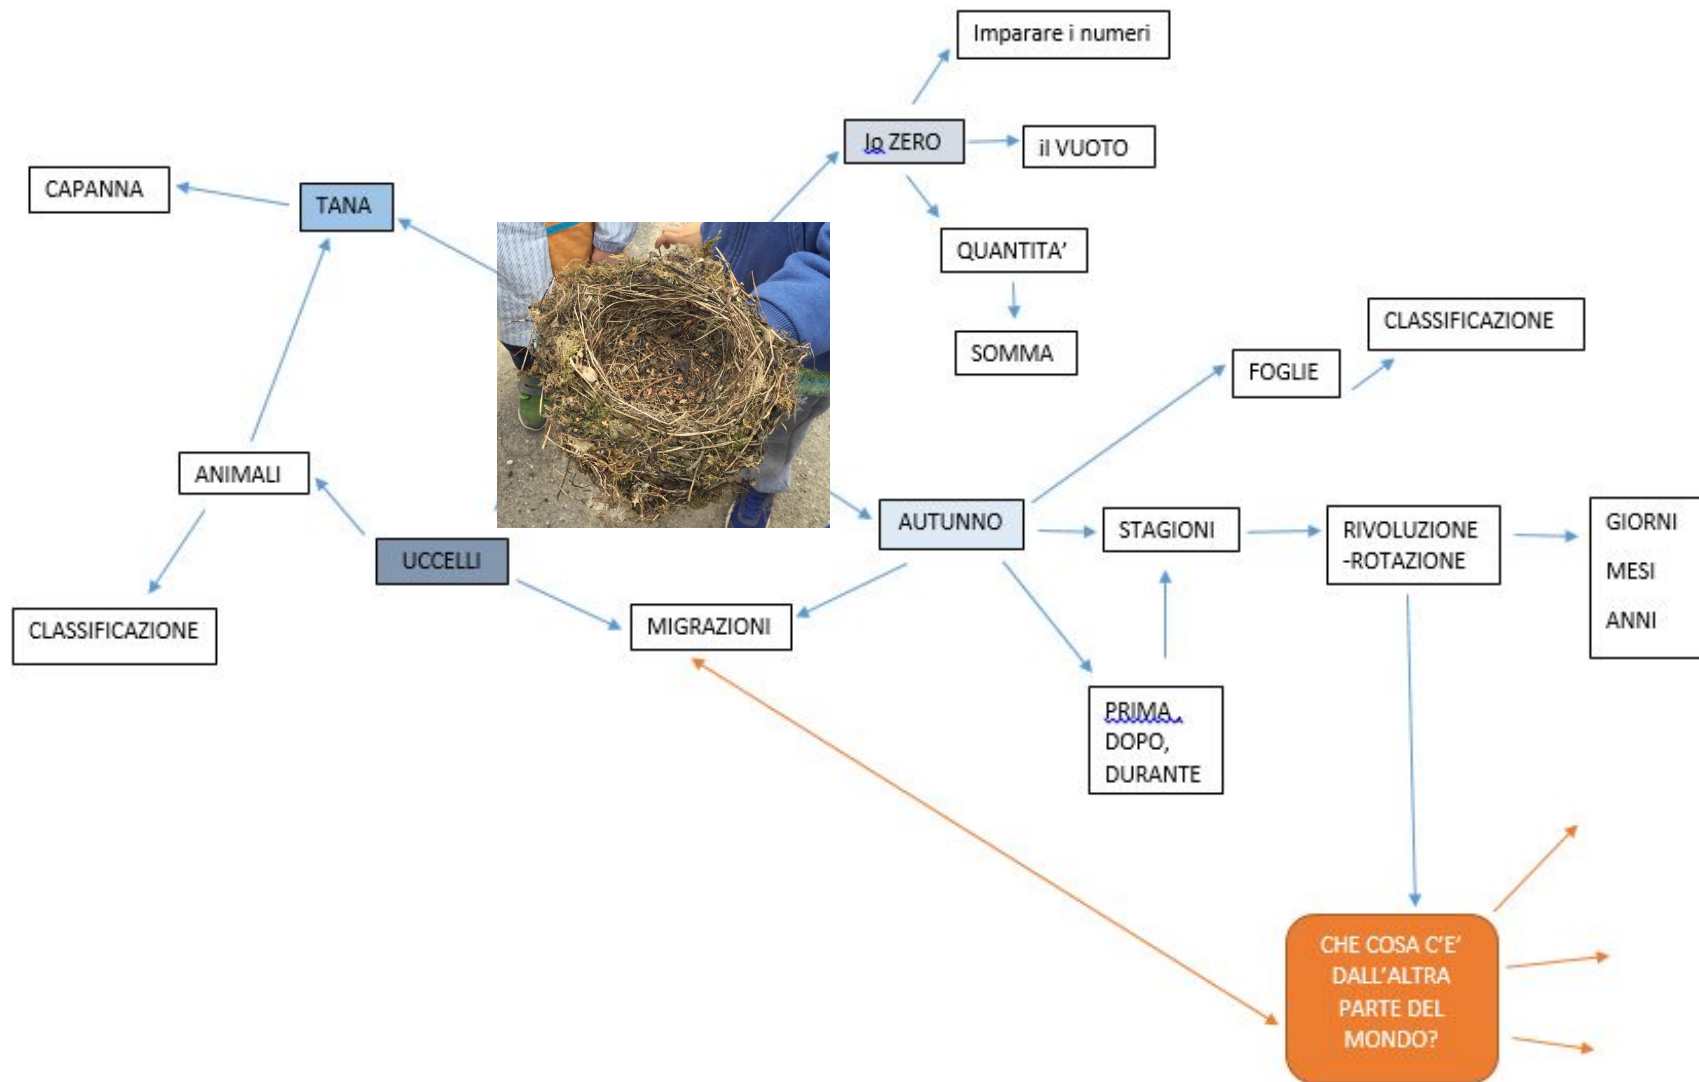 Imparare i numeri
lo ZERO
il VUOTO
CAPANNA
TANA
QUANTITA'
SOMMA
CLASSIFICAZIONE
FOGLIE
ANIMALI
AUTUNNO
STAGIONI
RIVOLUZIONE
-ROTAZIONE
GIORNI
MESI
ANNI
UCCELLI
CLASSIFICAZIONE
MIGRAZIONI
PRIMA ,
DOPO,
DURANTE
CHE COSA C'E'
DALL'ALTRA
PARTE DEL
MONDO?